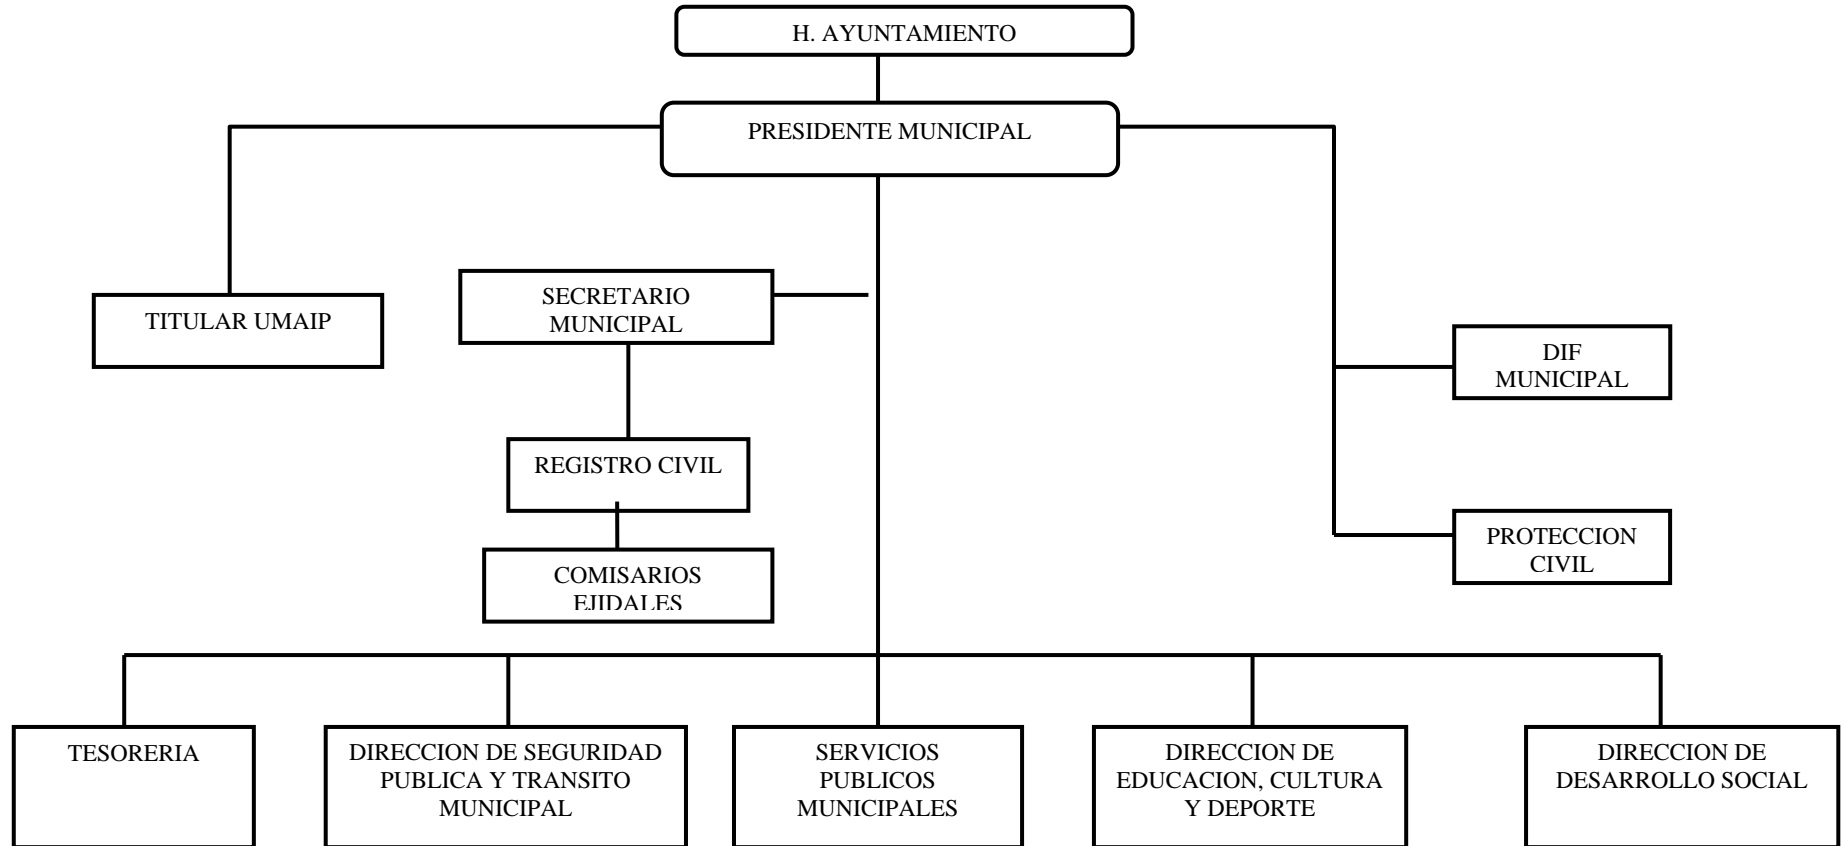 H. AYUNTAMIENTO
PRESIDENTE MUNICIPAL
SECRETARIO
MUNICIPAL
TITULAR UMAIP
DIF
MUNICIPAL
REGISTRO CIVIL
PROTECCION
CIVIL
COMISARIOS
EJIDALES
TESORERIA
DIRECCION DE SEGURIDAD
PUBLICA Y TRANSITO
MUNICIPAL
SERVICIOS
PUBLICOS
MUNICIPALES
DIRECCION DE
EDUCACION, CULTURA
Y DEPORTE
DIRECCION DE
DESARROLLO SOCIAL